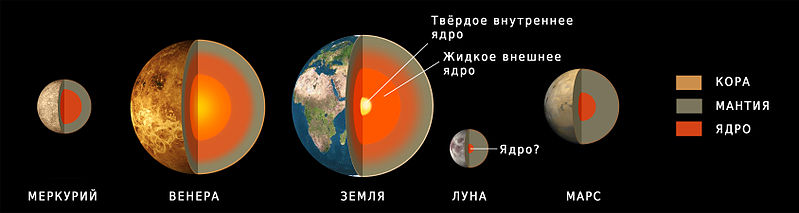 Твёрдое внутреннее
ядро
Жидкое внешнее
ядро
Ядро?
КОРА
МАНТИЯ
ЯДРО
МЕРКУРИЙ
ВЕНЕРА
ЗЕМЛЯ
ЛУНА
МАРС